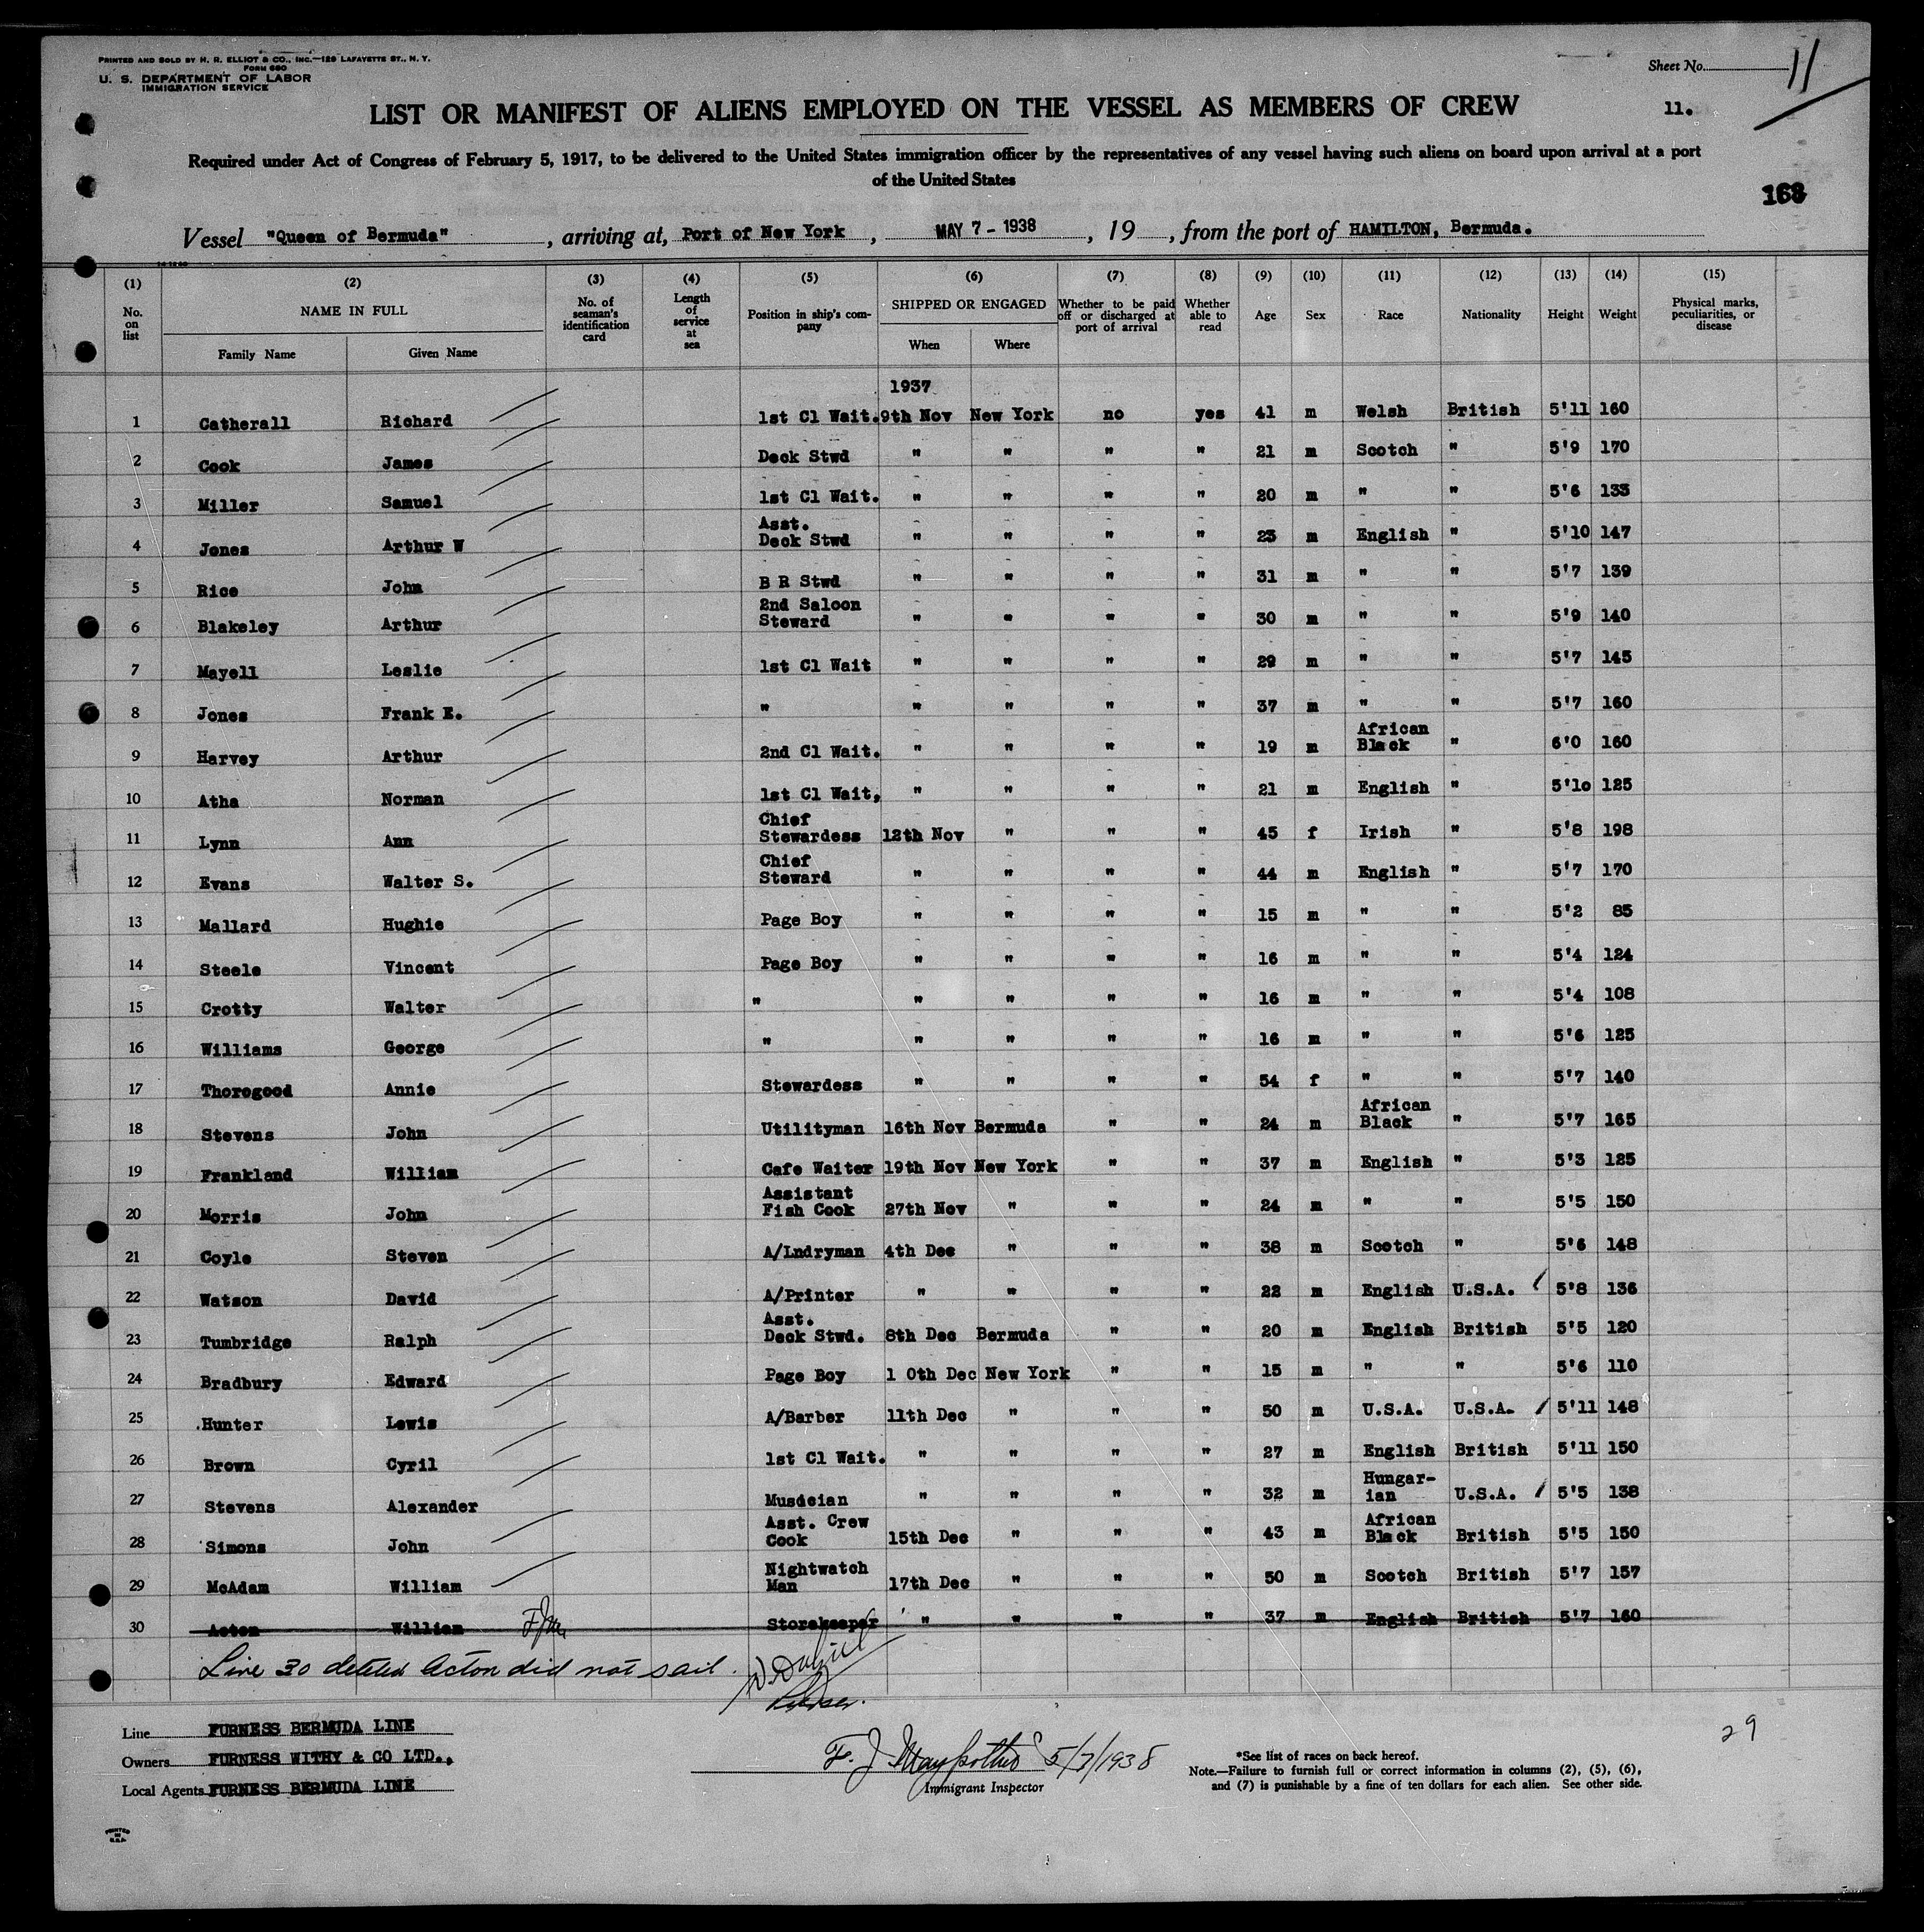 PRINTED AND SOLD BY H. R. ELLIOT & CO., INC.—129 LAFAYETTE ST., N. Y.
FORM 680
U. S. DEPARTMENT OF LABOR
IMMIGRATION SERVICE
Sheet No. 11
LIST OR MANIFEST OF ALIENS EMPLOYED ON THE VESSEL AS MEMBERS OF CREW
11.
Required under Act of Congress of February 5, 1917, to be delivered to the United States immigration officer by the representatives of any vessel having such aliens on board upon arrival at a port
of the United States
168
Vessel "Queen of Bermuda", arriving at, Port of New York, MAY 7 - 1938, 19 , from the port of HAMILTON, Bermuda.
(1) (2) (3) (4) (5) (6) (7) (8) (9) (10) (11) (12) (13) (14) (15)
No. on list NAME IN FULL Family Name Given Name No. of seaman's identification card Length of service at sea Position in ship's company SHIPPED OR ENGAGED When Where Whether to be paid off or discharged at port of arrival Whether able to read Age Sex Race Nationality Height Weight Physical marks, peculiarities, or disease
1937
1 Catherall Richard 1st Cl Wait. 9th Nov New York no yes 41 m Welsh British 5'11 160
2 Cook James Deck Stwd " " " " 21 m Scotch " 5'9 170
3 Miller Samuel 1st Cl Wait. " " " " 20 m " " 5'6 133
4 Jones Arthur W Asst. Deck Stwd " " " " 23 m English " 5'10 147
5 Rice John B R Stwd " " " " 31 m " " 5'7 139
6 Blakeley Arthur 2nd Saloon Steward " " " " 30 m " " 5'9 140
7 Mayell Leslie 1st Cl Wait " " " " 29 m " " 5'7 145
8 Jones Frank E. " " " " " 37 m " " 5'7 160
9 Harvey Arthur 2nd Cl Wait. " " " " 19 m African Black " 6'0 160
10 Atha Norman 1st Cl Wait, " " " " 21 m English " 5'10 125
11 Lynn Ann Chief Stewardess 12th Nov " " " 45 f Irish " 5'8 198
12 Evans Walter S. Chief Steward " " " " 44 m English " 5'7 170
13 Mallard Hughie Page Boy " " " " 15 m " " 5'2 85
14 Steele Vincent Page Boy " " " " 16 m " " 5'4 124
15 Crotty Walter " " " " " 16 m " " 5'4 108
16 Williams George " " " " " 16 m " " 5'6 125
17 Thorogood Annie Stewardess " " " " 54 f " " 5'7 140
18 Stevens John Utilityman 16th Nov Bermuda " " 24 m African Black " 5'7 165
19 Frankland William Cafe Waiter 19th Nov New York " " 37 m English " 5'3 125
20 Morris John Assistant Fish Cook 27th Nov " " " 24 m " " 5'5 150
21 Coyle Steven A/Lndryman 4th Dec " " " 38 m Scotch " 5'6 148
22 Watson David A/Printer " " " " 22 m English U.S.A. 5'8 136
23 Tumbridge Ralph Asst. Deck Stwd. 8th Dec Bermuda " " 20 m English British 5'5 120
24 Bradbury Edward Page Boy 1 0th Dec New York " " 15 m " " 5'6 110
25 Hunter Lewis A/Barber 11th Dec " " " 50 m U.S.A. U.S.A. 5'11 148
26 Brown Cyril 1st Cl Wait. " " " " 27 m English British 5'11 150
27 Stevens Alexander Musdcian " " " " 32 m Hungar-ian U.S.A. 5'5 138
28 Simons John Asst. Crew Cook 15th Dec " " " 43 m African Black British 5'5 150
29 McAdam William Nightwatch Man 17th Dec " " " 50 m Scotch British 5'7 157
30 Acton William FJM Storekeeper " " " " 37 m English British 5'7 160
Line 30 deleted Acton did not sail.
Purser.
Line FURNESS BERMUDA LINE
Owners FURNESS WITHY & CO LTD.,
Local Agents FURNESS BERMUDA LINE
F. J. 5/7/1938
Immigrant Inspector
29
*See list of races on back hereof.
Note.—Failure to furnish full or correct information in columns (2), (5), (6),
and (7) is punishable by a fine of ten dollars for each alien. See other side.
PRINTED IN U.S.A.